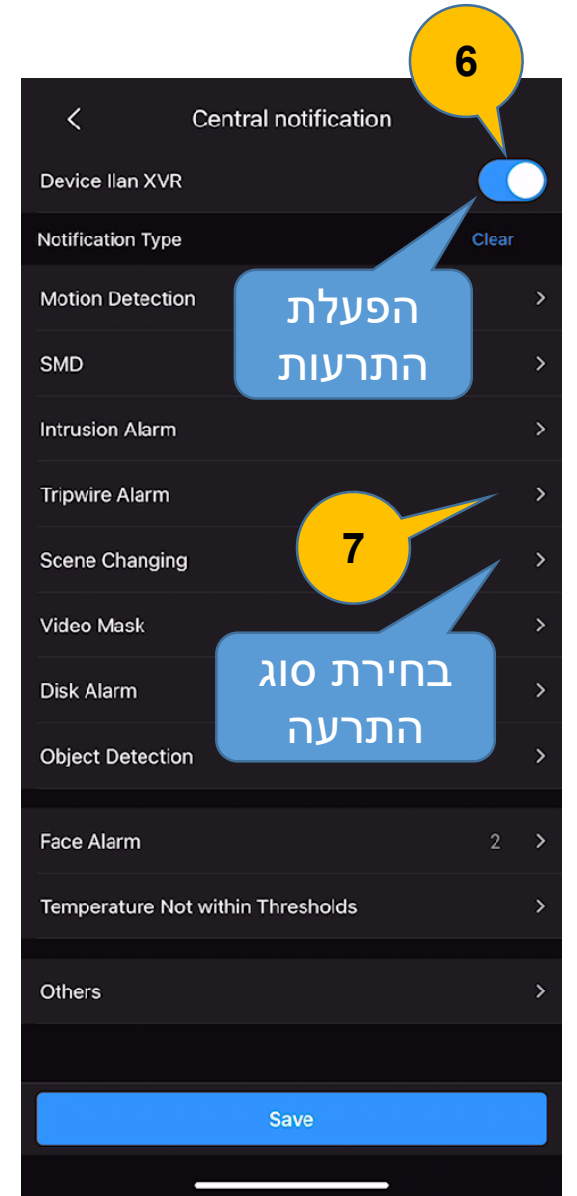 6
Central notification
Device Ilan XVR
Notification Type
Clear
הפעלת
התרעות
Motion Detection
SMD
Intrusion Alarm
Tripwire Alarm
7
Scene Changing
Video Mask
בחירת סוג
התרעה
Disk Alarm
Object Detection
Face Alarm 2
Temperature Not within Thresholds
Others
Save